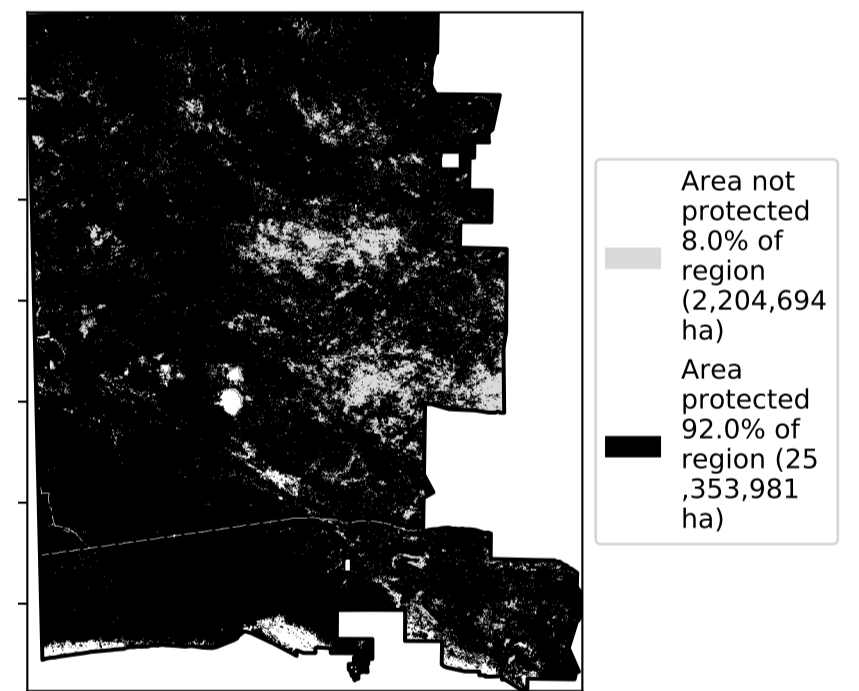 Area not
protected
8.0% of
region
(2,204,694
ha)
Area
protected
92.0% of
region (25
,353,981
ha)